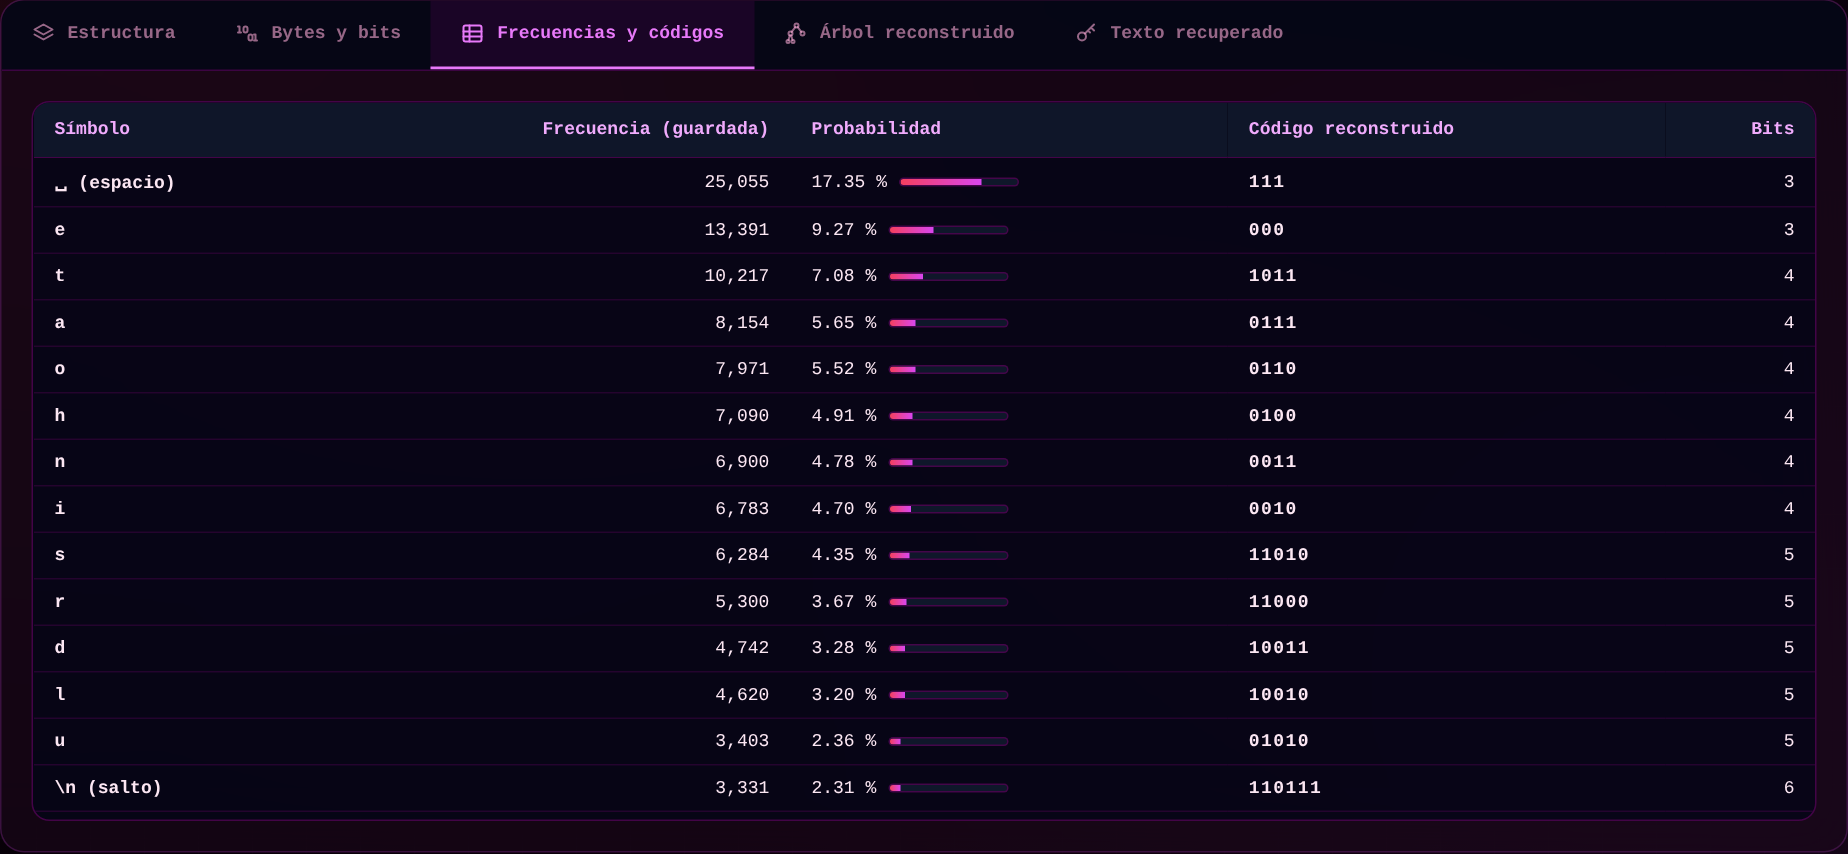 Estructura Bytes y bits Frecuencias y códigos Árbol reconstruido Texto recuperado
Símbolo Frecuencia (guardada) Probabilidad Código reconstruido Bits
␣ (espacio) 25,055 17.35 % 111 3
e 13,391 9.27 % 000 3
t 10,217 7.08 % 1011 4
a 8,154 5.65 % 0111 4
o 7,971 5.52 % 0110 4
h 7,090 4.91 % 0100 4
n 6,900 4.78 % 0011 4
i 6,783 4.70 % 0010 4
s 6,284 4.35 % 11010 5
r 5,300 3.67 % 11000 5
d 4,742 3.28 % 10011 5
l 4,620 3.20 % 10010 5
u 3,403 2.36 % 01010 5
\n (salto) 3,331 2.31 % 110111 6